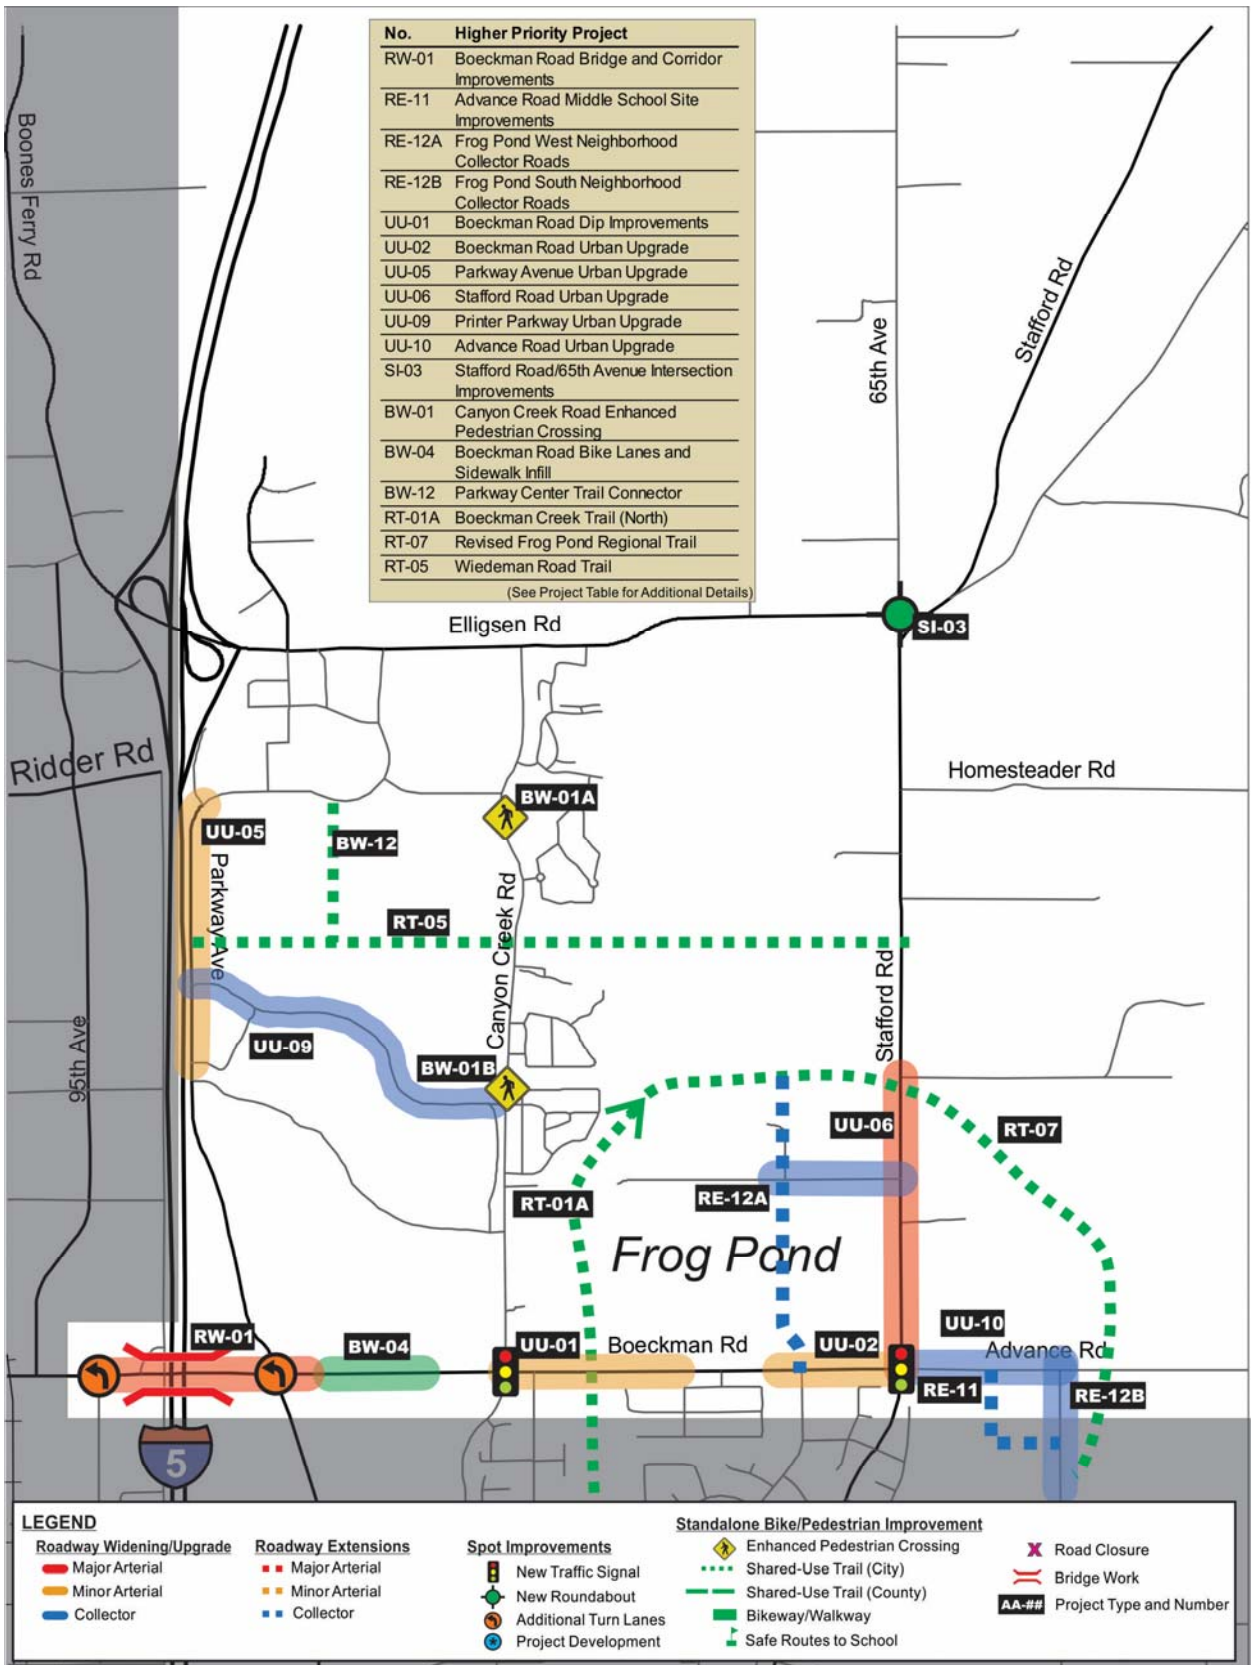 No. Higher Priority Project
RW-01 Boeckman Road Bridge and Corridor
Improvements
RE-11 Advance Road Middle School Site
Improvements
RE-12A Frog Pond West Neighborhood
Collector Roads
RE-12B Frog Pond South Neighborhood
Collector Roads
UU-01 Boeckman Road Dip Improvements
UU-02 Boeckman Road Urban Upgrade
UU-05 Parkway Avenue Urban Upgrade
UU-06 Stafford Road Urban Upgrade
UU-09 Printer Parkway Urban Upgrade
UU-10 Advance Road Urban Upgrade
SI-03 Stafford Road/65th Avenue Intersection
Improvements
BW-01 Canyon Creek Road Enhanced
Pedestrian Crossing
BW-04 Boeckman Road Bike Lanes and
Sidewalk Infill
BW-12 Parkway Center Trail Connector
RT-01A Boeckman Creek Trail (North)
RT-07 Revised Frog Pond Regional Trail
RT-05 Wiedeman Road Trail
(See Project Table for Additional Details)
Boones Ferry Rd
65th Ave
Stafford Rd
Elligsen Rd
SI-03
Ridder Rd
Homesteader Rd
BW-01A
UU-05
BW-12
Parkway Ave
RT-05
Canyon Creek Rd
Stafford Rd
95th Ave
UU-09
BW-01B
UU-06
RT-07
RE-12A
RT-01A
Frog Pond
RW-01
BW-04
UU-01
Boeckman Rd
UU-02
UU-10
Advance Rd
RE-11
RE-12B
5
LEGEND
Roadway Widening/Upgrade
Major Arterial
Minor Arterial
Collector
Roadway Extensions
Major Arterial
Minor Arterial
Collector
Spot Improvements
New Traffic Signal
New Roundabout
Additional Turn Lanes
Project Development
Standalone Bike/Pedestrian Improvement
Enhanced Pedestrian Crossing
Shared-Use Trail (City)
Shared-Use Trail (County)
Bikeway/Walkway
Safe Routes to School
X Road Closure
Bridge Work
AA-## Project Type and Number